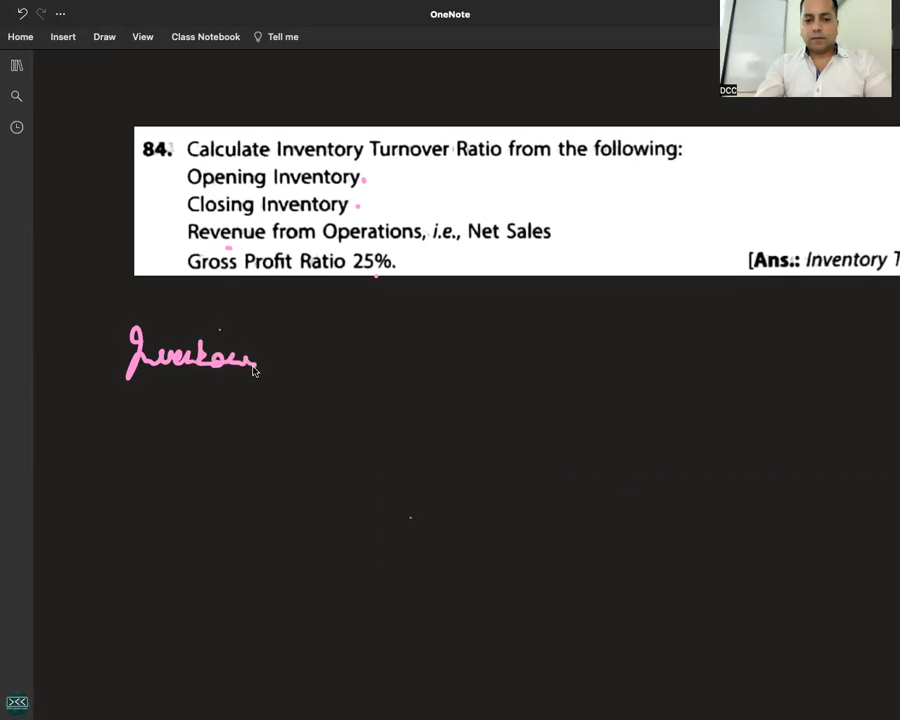 OneNote
Home Insert Draw View Class Notebook Tell me
DCC
84. Calculate Inventory Turnover Ratio from the following:
Opening Inventory
Closing Inventory
Revenue from Operations, i.e., Net Sales
Gross Profit Ratio 25%. [Ans.: Inventory T